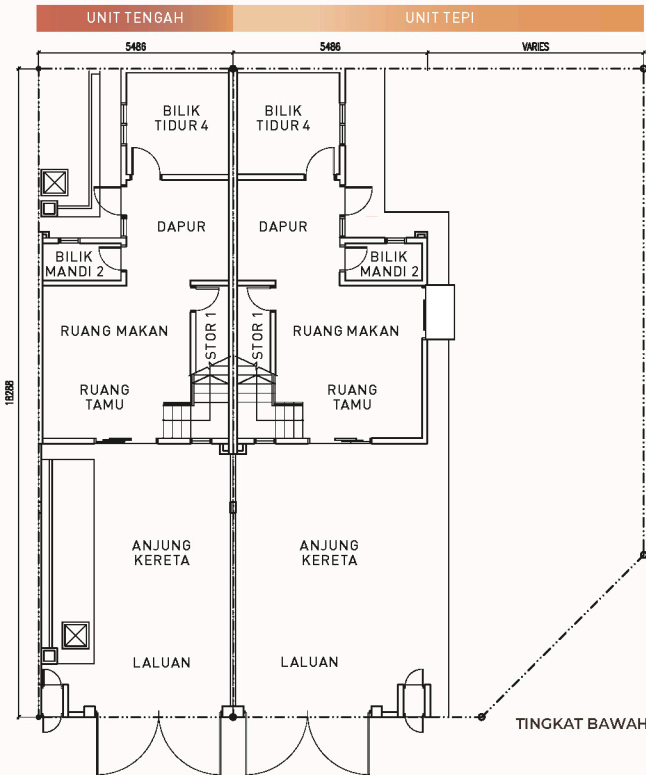 UNIT TENGAH
UNIT TEPI
5486
5486
VARIES
18288
BILIK
TIDUR 4
BILIK
TIDUR 4
DAPUR
DAPUR
BILIK
MANDI 2
BILIK
MANDI 2
STOR 1
STOR 1
RUANG MAKAN
RUANG MAKAN
RUANG
TAMU
RUANG
TAMU
ANJUNG
KERETA
ANJUNG
KERETA
LALUAN
LALUAN
TINGKAT BAWAH